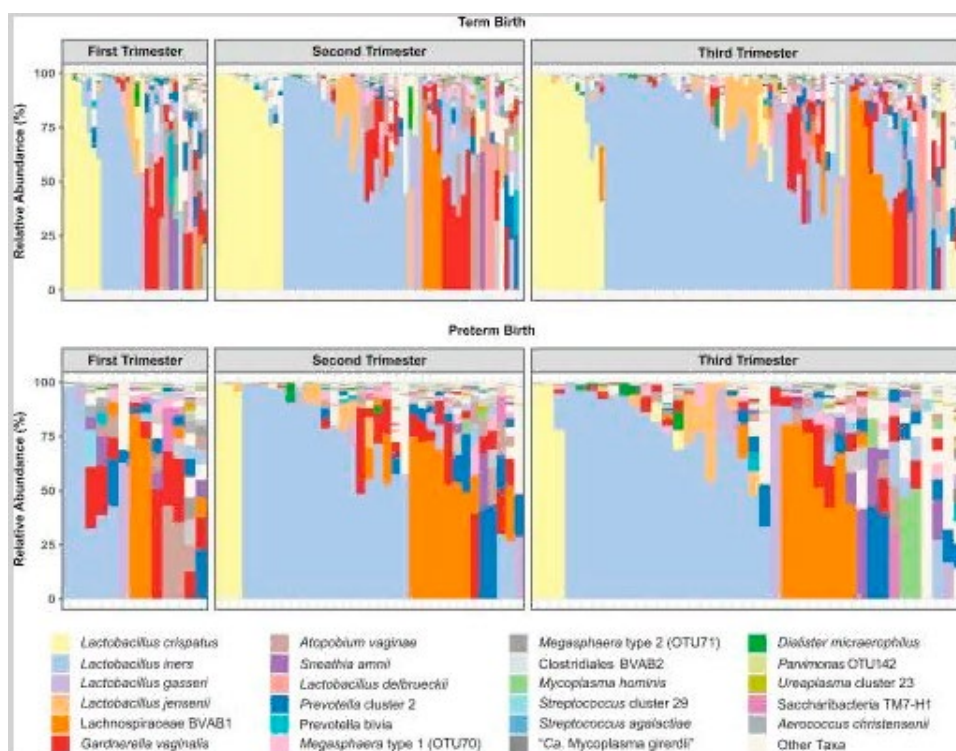 Term Birth
First Trimester
Second Trimester
Third Trimester
Relative Abundance (%)
100
75
50
25
0
Preterm Birth
First Trimester
Second Trimester
Third Trimester
Relative Abundance (%)
100
75
50
25
0
Lactobacillus crispatus
Lactobacillus iners
Lactobacillus gasseri
Lactobacillus jensenii
Lachnospiraceae BVAB1
Gardnerella vaginalis
Atopobium vaginae
Sneathia amnii
Lactobacillus delbrueckii
Prevotella cluster 2
Prevotella bivia
Megasphaera type 1 (OTU70)
Megasphaera type 2 (OTU71)
Clostridiales BVAB2
Mycoplasma hominis
Streptococcus cluster 29
Streptococcus agalactiae
"Ca. Mycoplasma girerdii"
Dialister micraerophilus
Parvimonas OTU142
Ureaplasma cluster 23
Saccharibacteria TM7-H1
Aerococcus christensenii
Other Taxa